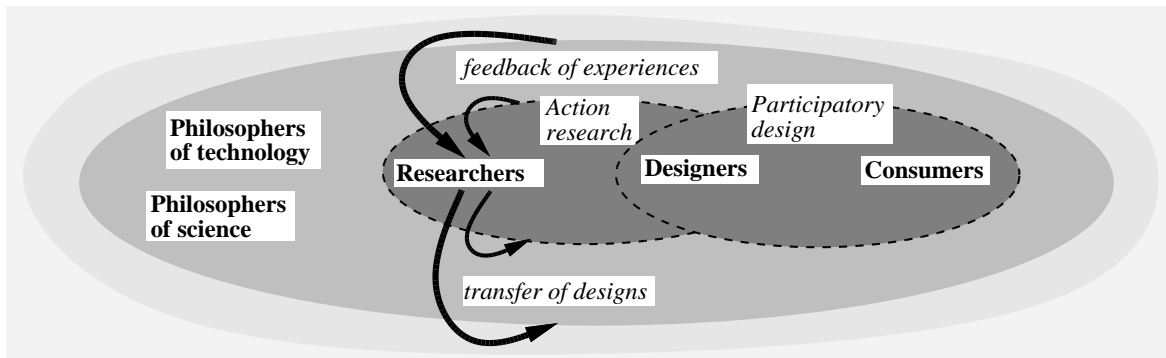 feedback of experiences
Action
research
Participatory
design
Philosophers
of technology
Researchers
Designers
Consumers
Philosophers
of science
transfer of designs